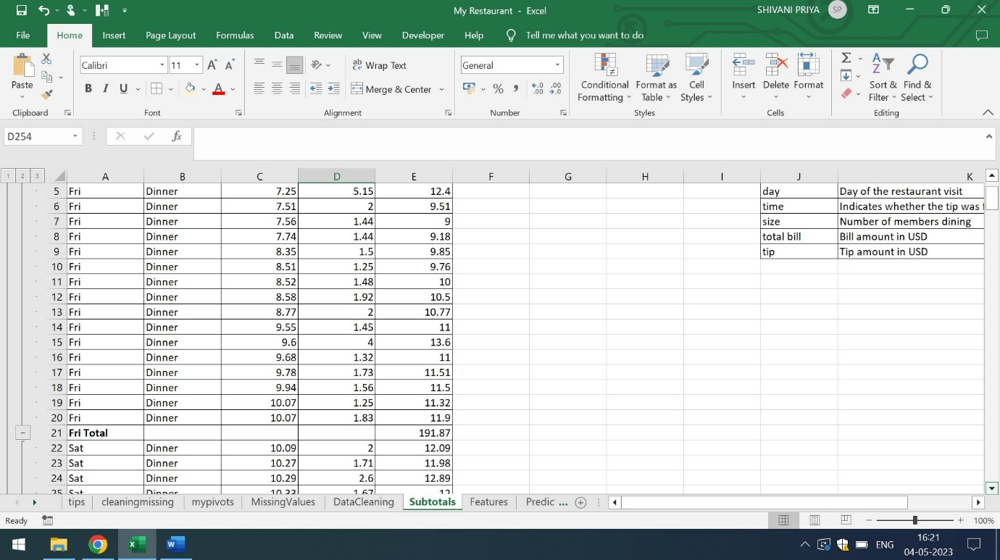 My Restaurant - Excel
SHIVANI PRIYA SP
File Home Insert Page Layout Formulas Data Review View Developer Help Tell me what you want to do
Paste
Clipboard
Calibri 11 A A
B I U A
Font
ab Wrap Text
Merge & Center
Alignment
General
% , .00 .00
Number
Conditional Formatting
Format as Table
Cell Styles
Styles
Insert Delete Format
Cells
Sort & Filter
Find & Select
Editing
D254 fx
1 2 3 A B C D E F G H I J K
5 Fri Dinner 7.25 5.15 12.4 day Day of the restaurant visit
6 Fri Dinner 7.51 2 9.51 time Indicates whether the tip was
7 Fri Dinner 7.56 1.44 9 size Number of members dining
8 Fri Dinner 7.74 1.44 9.18 total bill Bill amount in USD
9 Fri Dinner 8.35 1.5 9.85 tip Tip amount in USD
10 Fri Dinner 8.51 1.25 9.76
11 Fri Dinner 8.52 1.48 10
12 Fri Dinner 8.58 1.92 10.5
13 Fri Dinner 8.77 2 10.77
14 Fri Dinner 9.55 1.45 11
15 Fri Dinner 9.6 4 13.6
16 Fri Dinner 9.68 1.32 11
17 Fri Dinner 9.78 1.73 11.51
18 Fri Dinner 9.94 1.56 11.5
19 Fri Dinner 10.07 1.25 11.32
20 Fri Dinner 10.07 1.83 11.9
21 Fri Total 191.87
22 Sat Dinner 10.09 2 12.09
23 Sat Dinner 10.27 1.71 11.98
24 Sat Dinner 10.29 2.6 12.89
25 Sat Dinner 10.33 1.67 12
tips cleaningmissing mypivots MissingValues DataCleaning Subtotals Features Predic ...
Ready 100%
ENG 16:21
04-05-2023